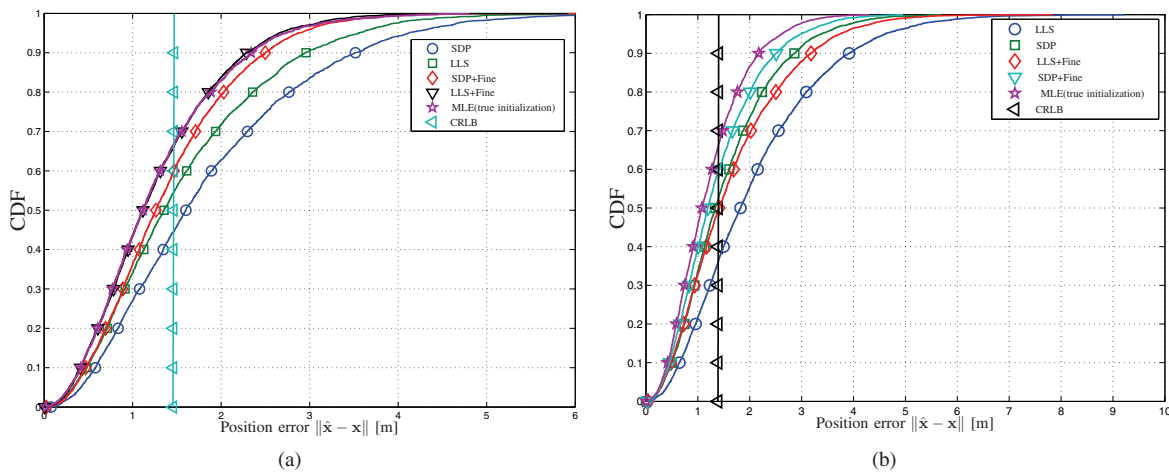 1
0.9
0.8
0.7
0.6
0.5
0.4
0.3
0.2
0.1
0
CDF
0 1 2 3 4 5 6
Position error ‖x̂ − x‖ [m]
SDP
LLS
SDP+Fine
LLS+Fine
MLE(true initialization)
CRLB
(a)
1
0.9
0.8
0.7
0.6
0.5
0.4
0.3
0.2
0.1
0
CDF
0 1 2 3 4 5 6 7 8 9 10
Position error ‖x̂ − x‖ [m]
LLS
SDP
LLS+Fine
SDP+Fine
MLE(true initialization)
CRLB
(b)